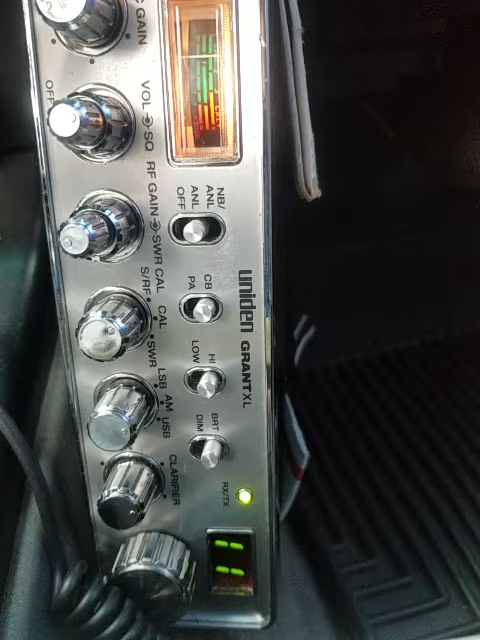 GAIN
OFF
VOL SQ
RF GAIN SWR CAL
NB/
ANL
ANL
OFF
CB
PA
S/RF
CAL
SWR
HI
LOW
uniden GRANT XL
LSB
AM
USB
BRT
DIM
CLARIFIER
RX/TX
11